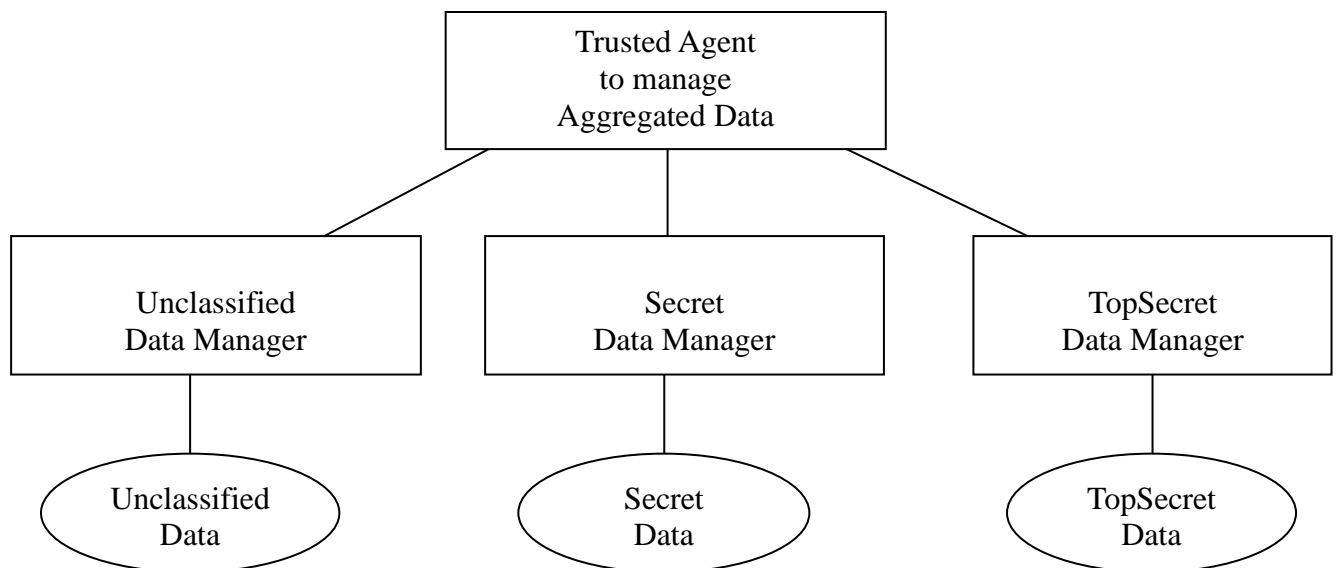 Trusted Agent
to manage
Aggregated Data
Unclassified
Data Manager
Secret
Data Manager
TopSecret
Data Manager
Unclassified
Data
Secret
Data
TopSecret
Data